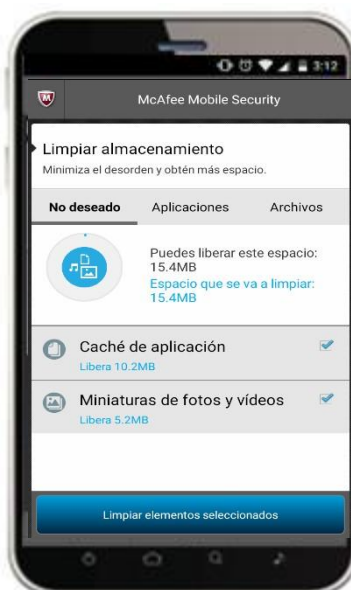 3:12
McAfee Mobile Security
Limpiar almacenamiento
Minimiza el desorden y obtén más espacio.
No deseado Aplicaciones Archivos
Puedes liberar este espacio:
15.4MB
Espacio que se va a limpiar:
15.4MB
Caché de aplicación
Libera 10.2MB
Miniaturas de fotos y vídeos
Libera 5.2MB
Limpiar elementos seleccionados